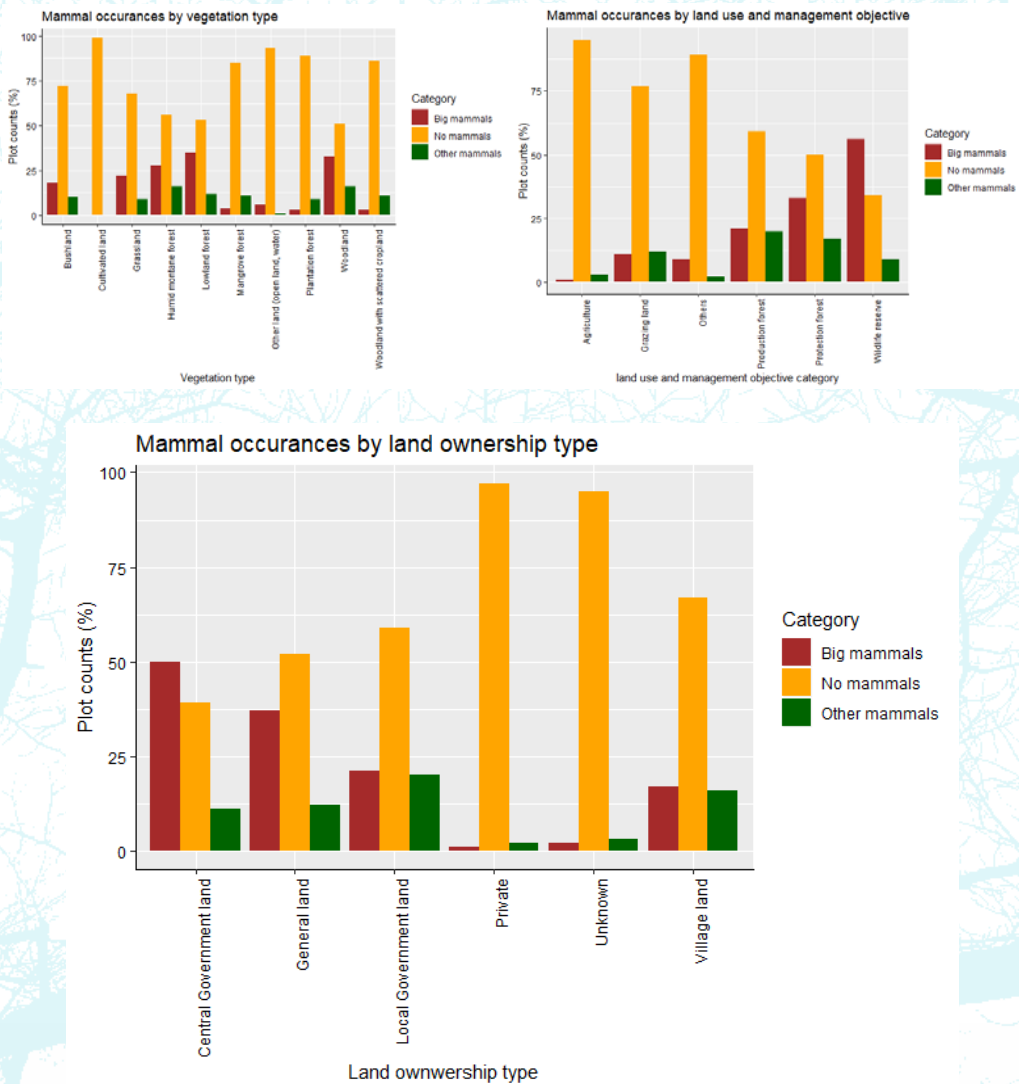 Mammal occurances by vegetation type
100
75
50
25
0
Plot counts (%)
Bushland
Cultivated land
Grassland
Humid montane forest
Lowland forest
Mangrove forest
Other land (open land, water)
Plantation forest
Woodland
Woodland with scattered cropland
Vegetation type
Category
Big mammals
No mammals
Other mammals
Mammal occurances by land use and management objective
75
50
25
0
Plot counts (%)
Agriculture
Grazing land
Others
Production forest
Protection forest
Wildlife reserve
land use and management objective category
Category
Big mammals
No mammals
Other mammals
Mammal occurances by land ownership type
100
75
50
25
0
Plot counts (%)
Central Government land
General land
Local Government land
Private
Unknown
Village land
Land ownwership type
Category
Big mammals
No mammals
Other mammals